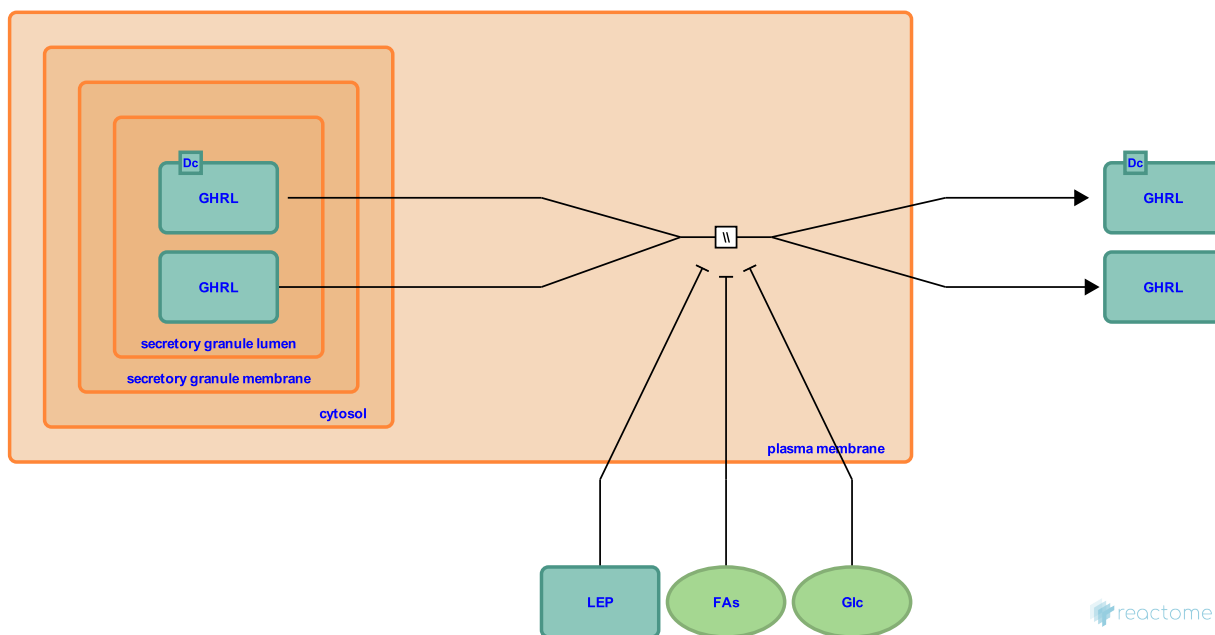 Dc
GHRL
GHRL
secretory granule lumen
secretory granule membrane
cytosol
plasma membrane
\\
Dc
GHRL
GHRL
LEP
FAs
Glc
reactome